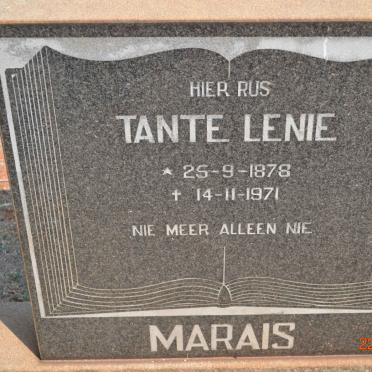 HIER RUS
TANTE LENIE
* 25-9-1878
† 14-11-1971
NIE MEER ALLEEN NIE
MARAIS